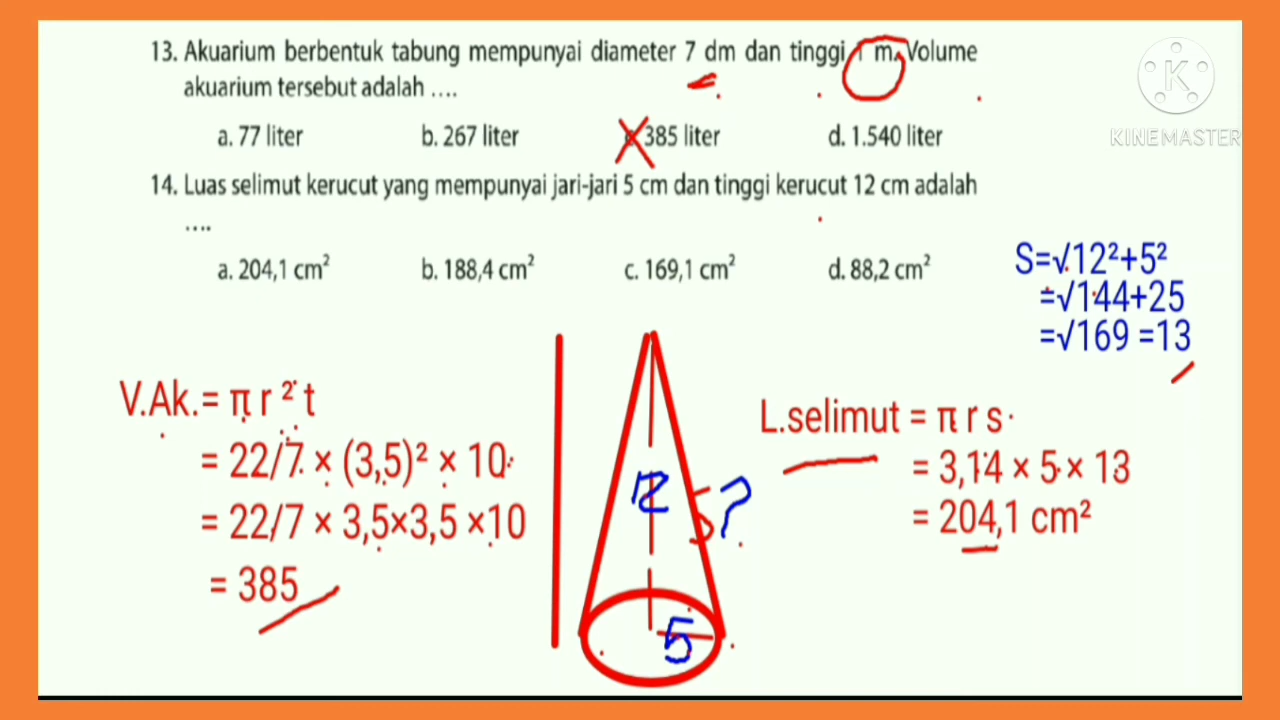 13. Akuarium berbentuk tabung mempunyai diameter 7 dm dan tinggi 1 m. Volume
akuarium tersebut adalah ....
a. 77 liter b. 267 liter 385 liter d. 1.540 liter
14. Luas selimut kerucut yang mempunyai jari-jari 5 cm dan tinggi kerucut 12 cm adalah
....
a. 204,1 cm² b. 188,4 cm² c. 169,1 cm² d. 88,2 cm²
K
KINEMASTER
S=√12²+5²
=√144+25
=√169 =13
V.Ak.= π r ² t
= 22/7 × (3,5)² × 10
= 22/7 × 3,5×3,5 ×10
= 385
12
S?
5
L.selimut = π r s
= 3,14 × 5 × 13
= 204,1 cm²